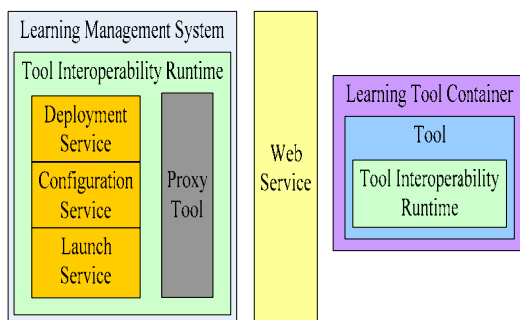 Learning Management System
Tool Interoperability Runtime
Deployment
Service
Configuration
Service
Launch
Service
Proxy
Tool
Web
Service
Learning Tool Container
Tool
Tool Interoperability
Runtime